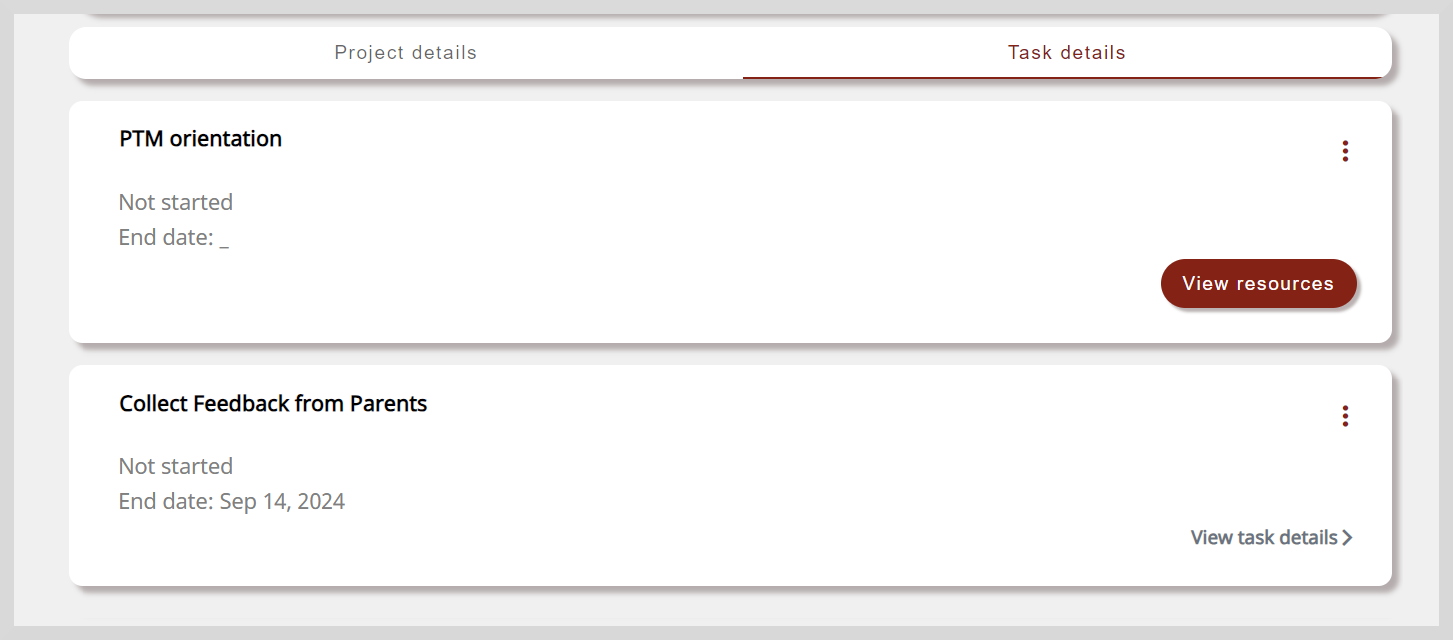 Project details
Task details
PTM orientation
Not started
End date: _
View resources
Collect Feedback from Parents
Not started
End date: Sep 14, 2024
View task details